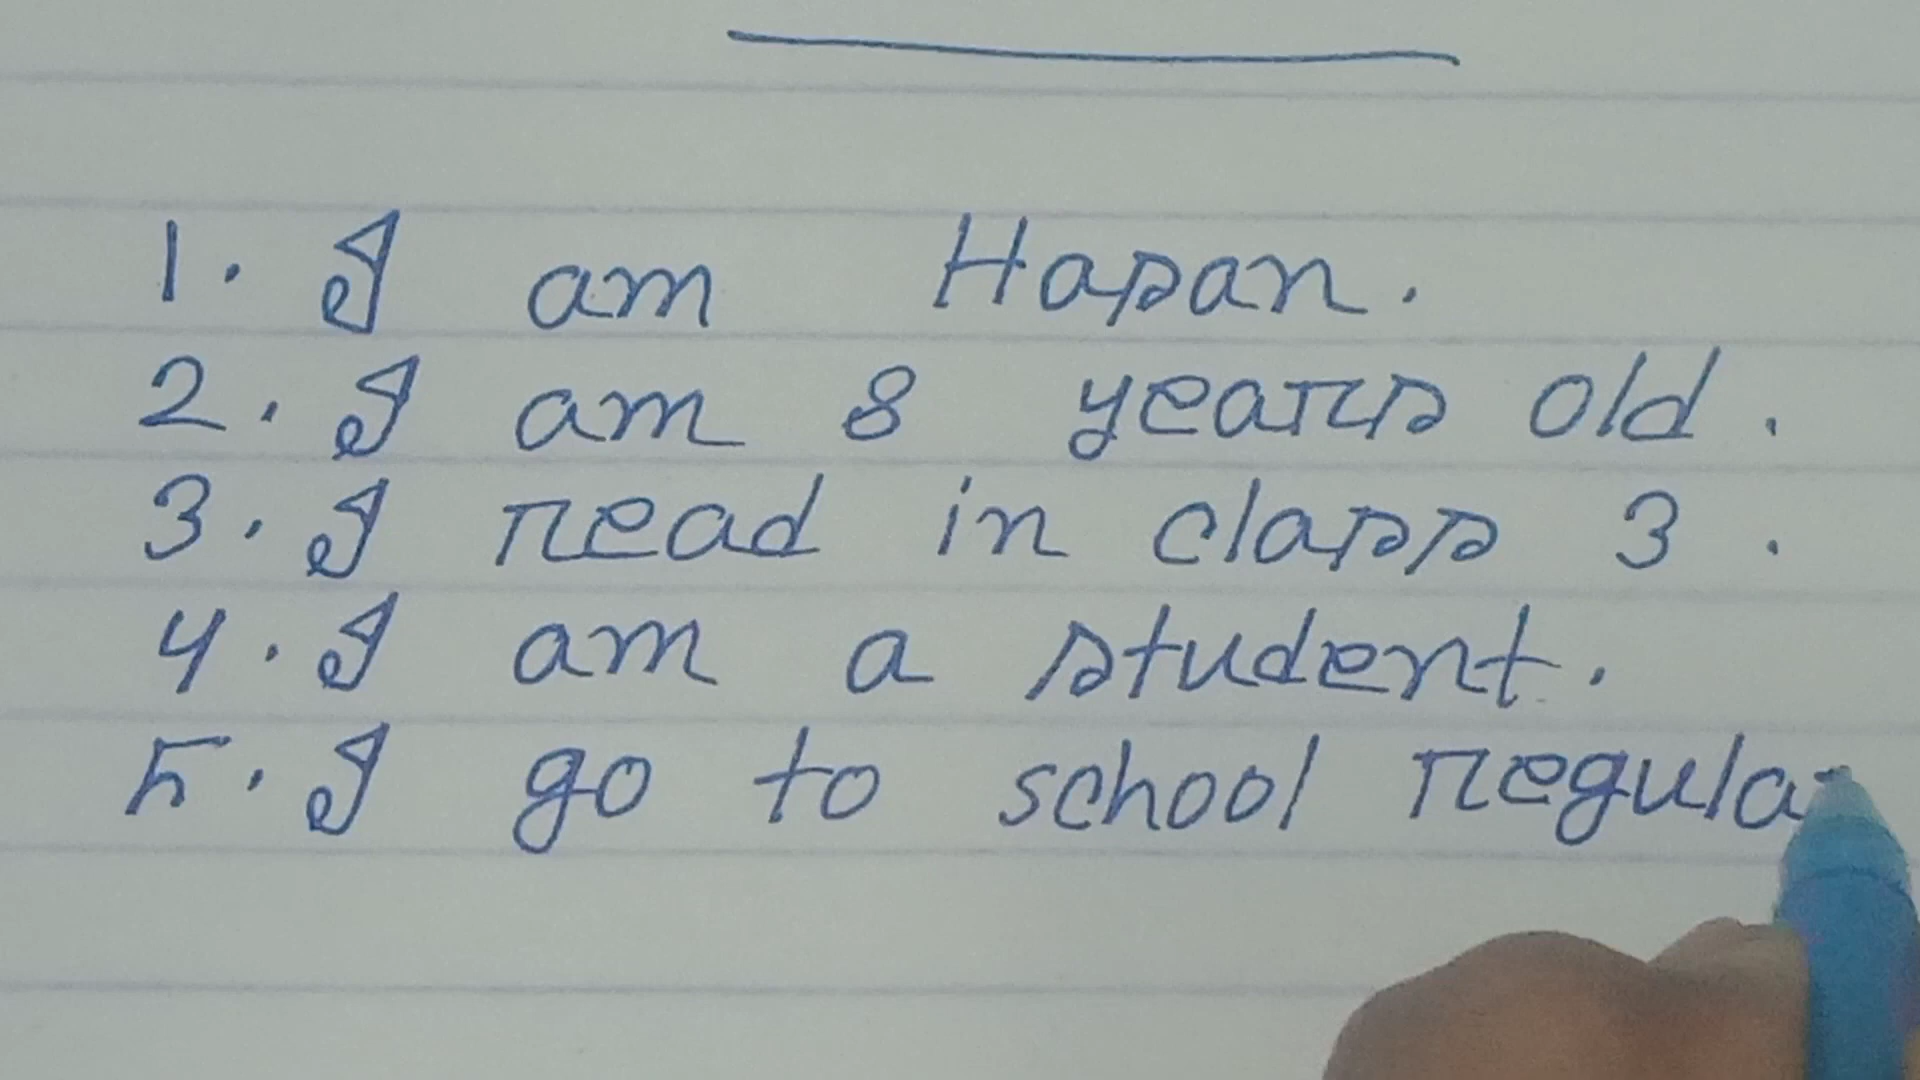 1. I am Hasan.
2. I am 8 years old.
3. I read in class 3.
4. I am a student.
5. I go to school regula